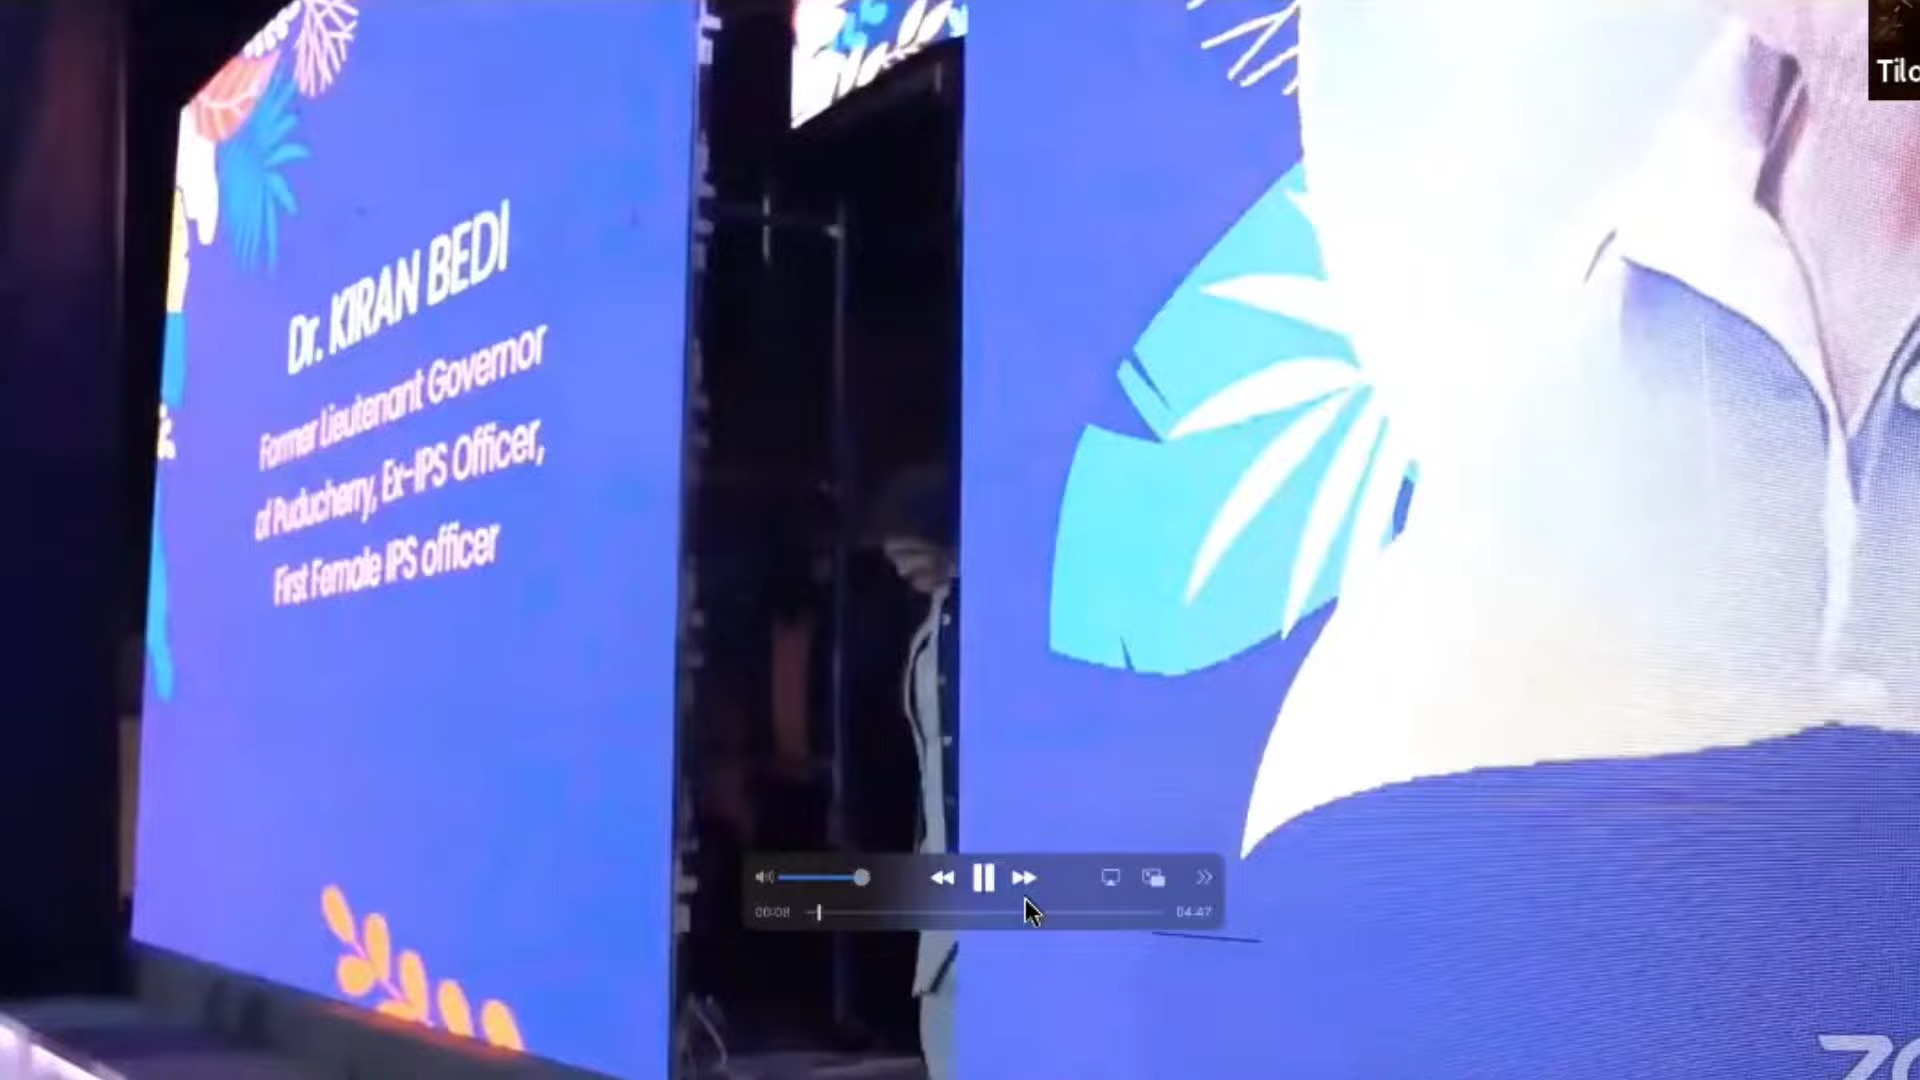 Dr. KIRAN BEDI
Former Lieutenant Governor
of Puducherry, Ex-IPS Officer,
First Female IPS officer
00:08
04:47